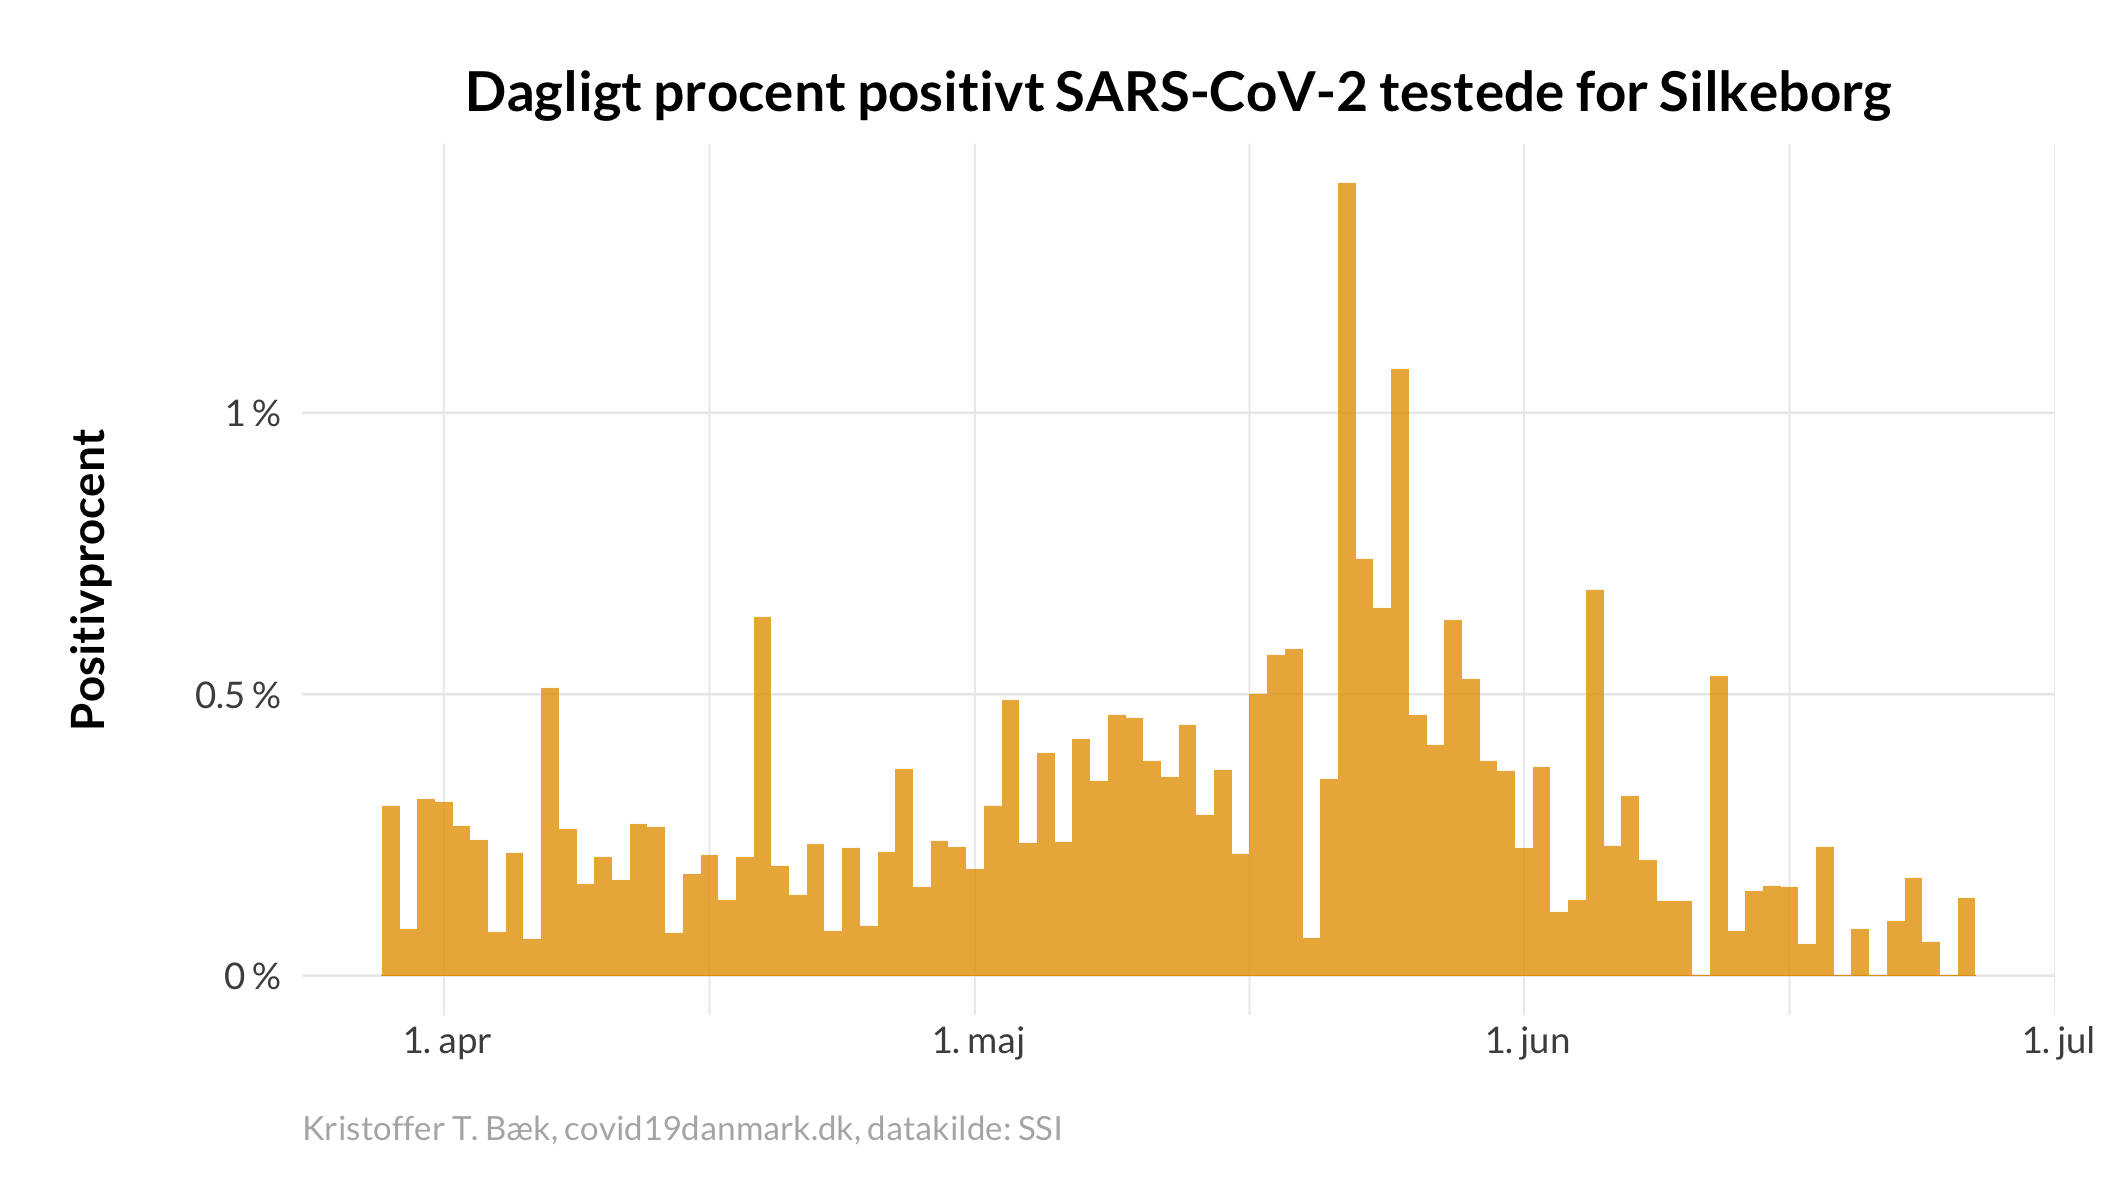 Dagligt procent positivt SARS-CoV-2 testede for Silkeborg
Positivprocent
1 %
0.5 %
0 %
1. apr
1. maj
1. jun
1. jul
Kristoffer T. Bæk, covid19danmark.dk, datakilde: SSI